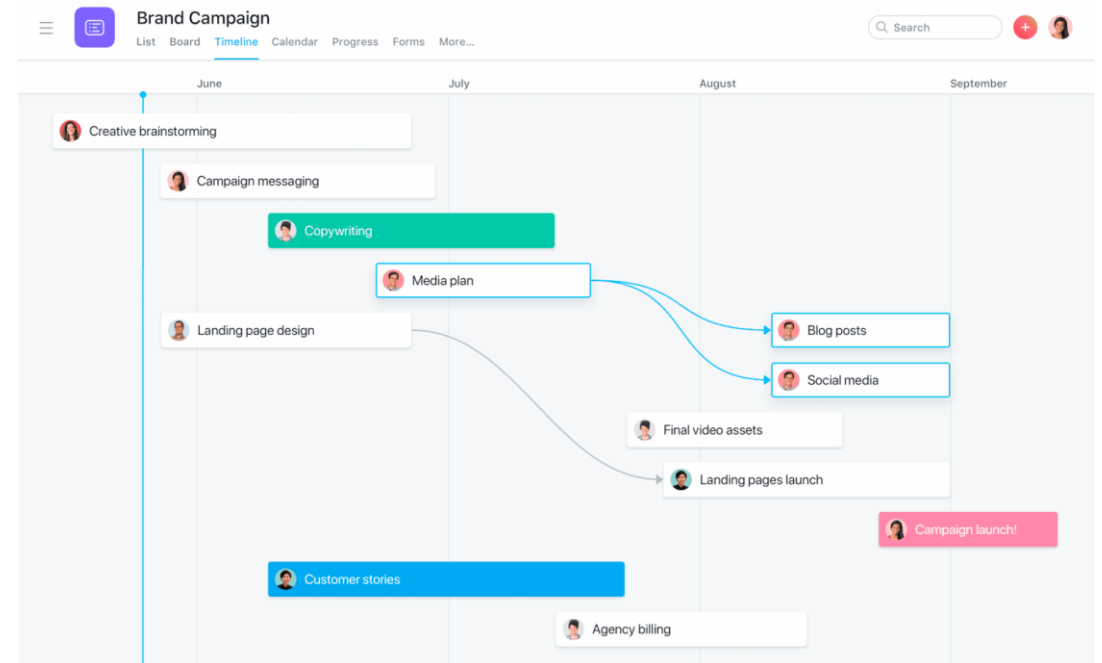 Brand Campaign
List Board Timeline Calendar Progress Forms More...
Search
June July August September
Creative brainstorming
Campaign messaging
Copywriting
Media plan
Landing page design
Blog posts
Social media
Final video assets
Landing pages launch
Campaign launch!
Customer stories
Agency billing